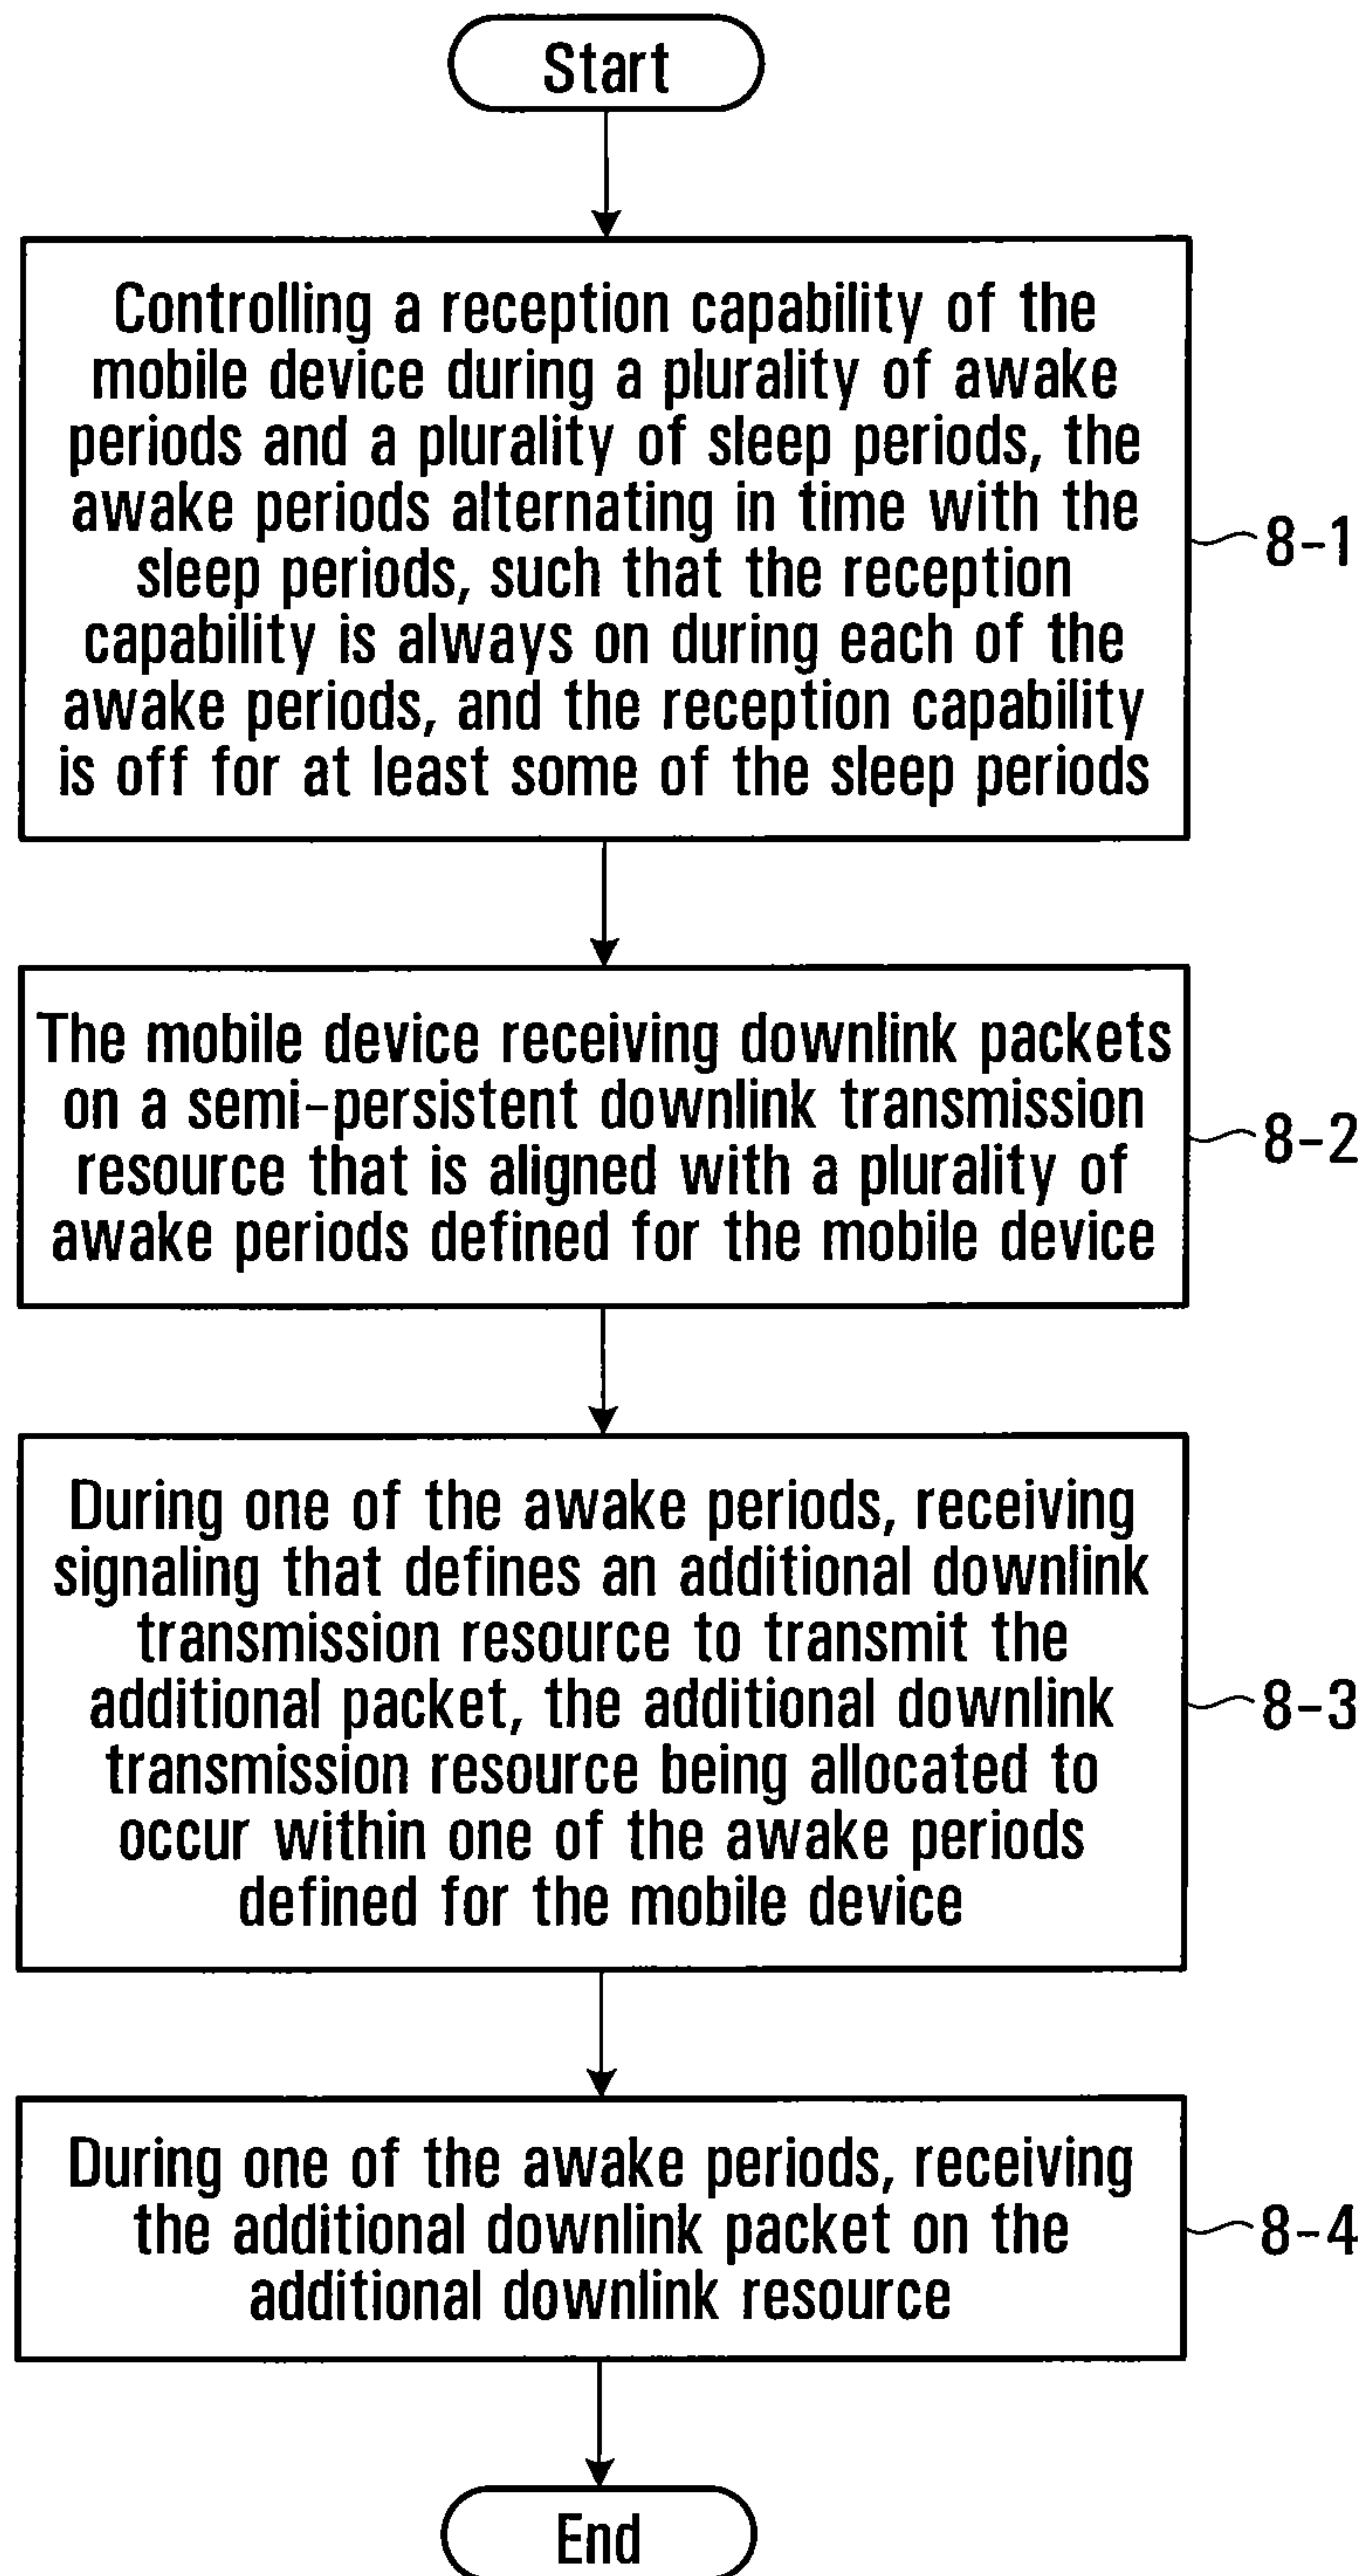 Start
Controlling a reception capability of the
mobile device during a plurality of awake
periods and a plurality of sleep periods, the
awake periods alternating in time with the
sleep periods, such that the reception
capability is always on during each of the
awake periods, and the reception capability
is off for at least some of the sleep periods
8-1
The mobile device receiving downlink packets
on a semi-persistent downlink transmission
resource that is aligned with a plurality of
awake periods defined for the mobile device
8-2
During one of the awake periods, receiving
signaling that defines an additional downlink
transmission resource to transmit the
additional packet, the additional downlink
transmission resource being allocated to
occur within one of the awake periods
defined for the mobile device
8-3
During one of the awake periods, receiving
the additional downlink packet on the
additional downlink resource
8-4
End